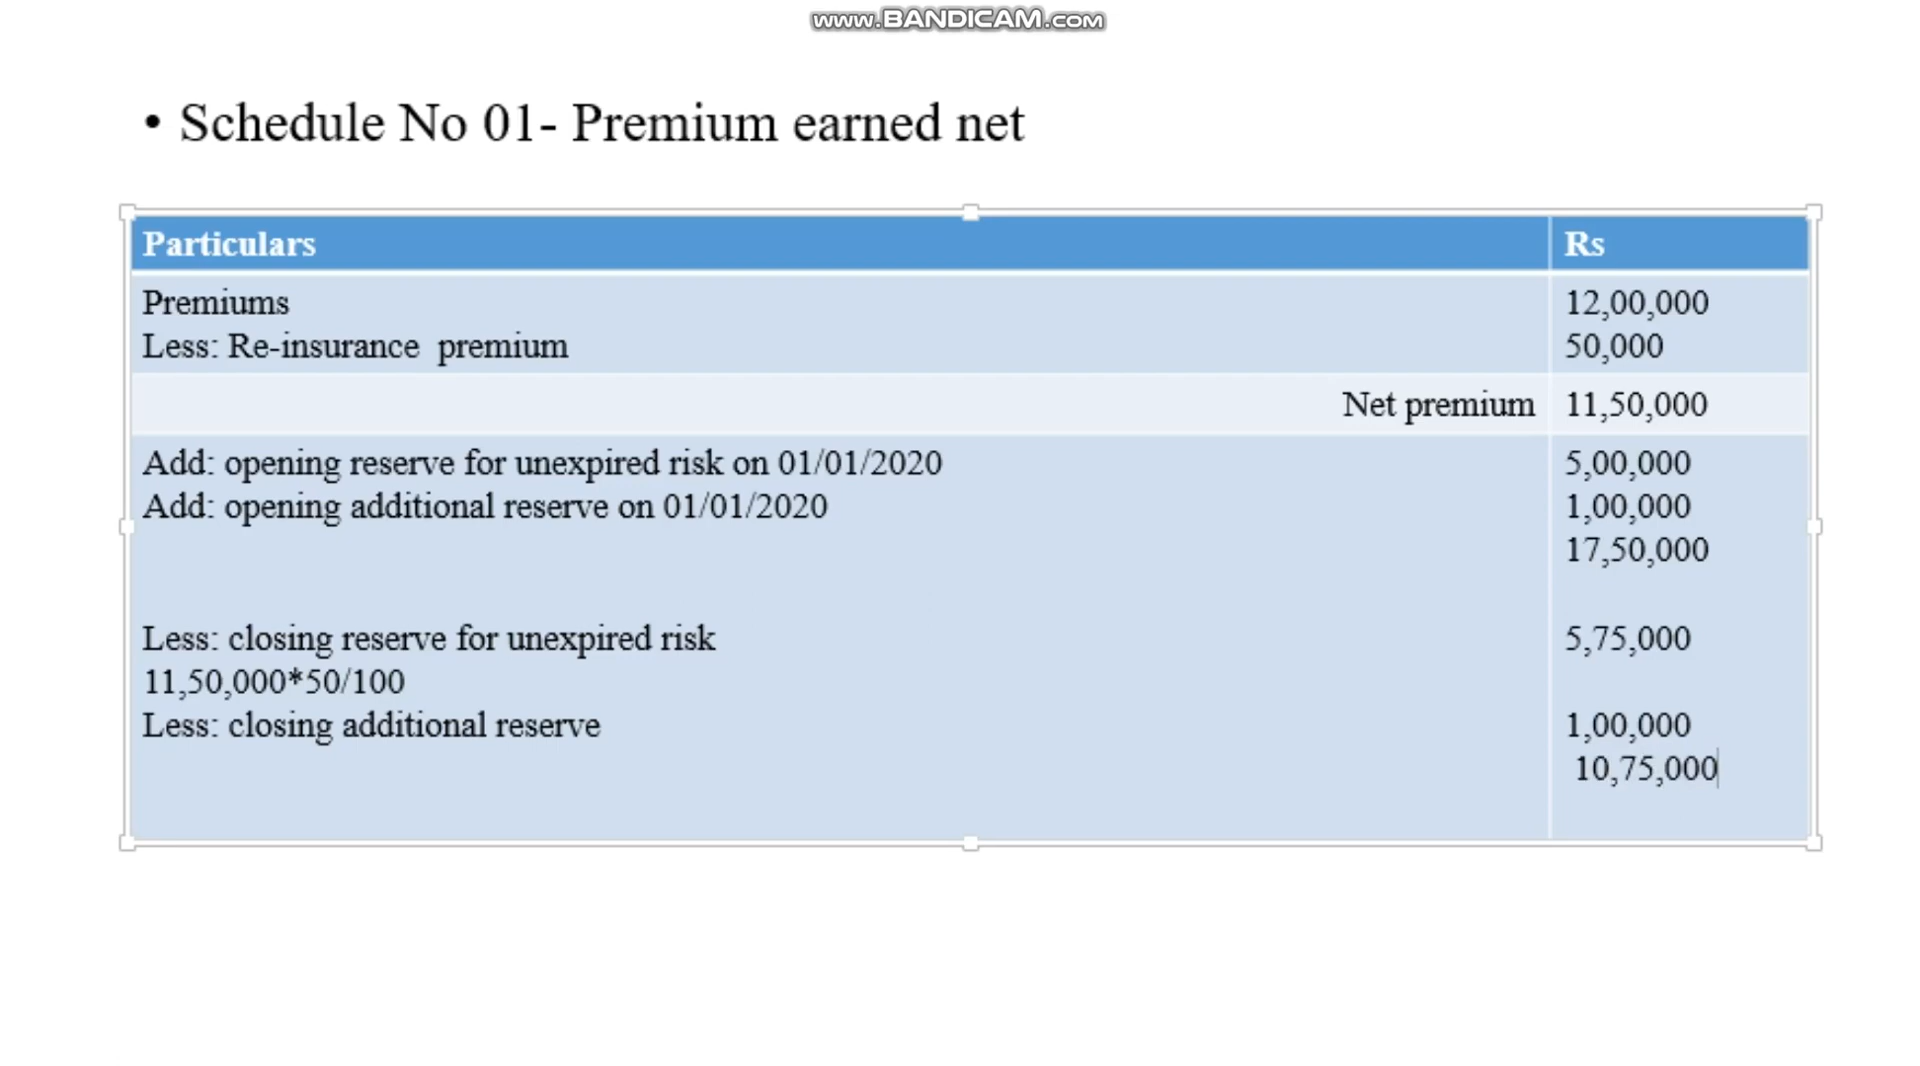 www.BANDICAM.com
• Schedule No 01- Premium earned net
Particulars Rs
Premiums 12,00,000
Less: Re-insurance premium 50,000
Net premium 11,50,000
Add: opening reserve for unexpired risk on 01/01/2020 5,00,000
Add: opening additional reserve on 01/01/2020 1,00,000
17,50,000
Less: closing reserve for unexpired risk 5,75,000
11,50,000*50/100
Less: closing additional reserve 1,00,000
10,75,000